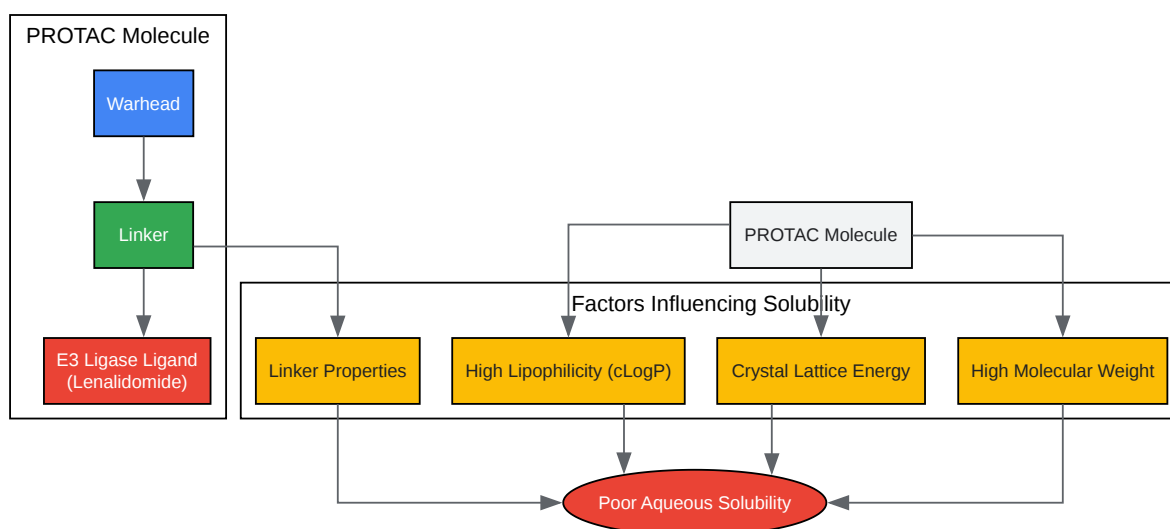 PROTAC Molecule
Warhead
Linker
E3 Ligase Ligand
(Lenalidomide)
PROTAC Molecule
Factors Influencing Solubility
Linker Properties
High Lipophilicity (cLogP)
Crystal Lattice Energy
High Molecular Weight
Poor Aqueous Solubility